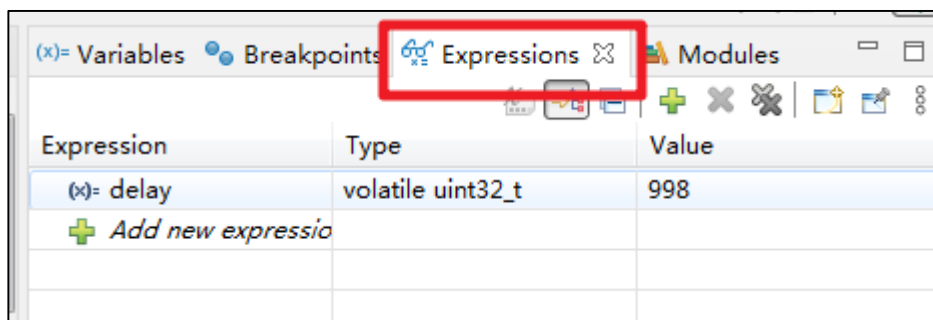 (x)= Variables Breakpoints Expressions Modules
Expression Type Value
(x)= delay volatile uint32_t 998
Add new expressio